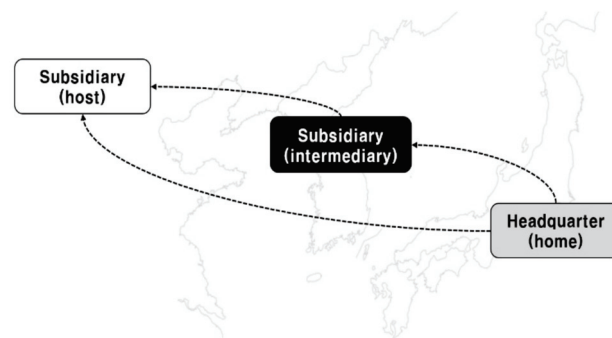 Subsidiary
(host)
Subsidiary
(intermediary)
Headquarter
(home)